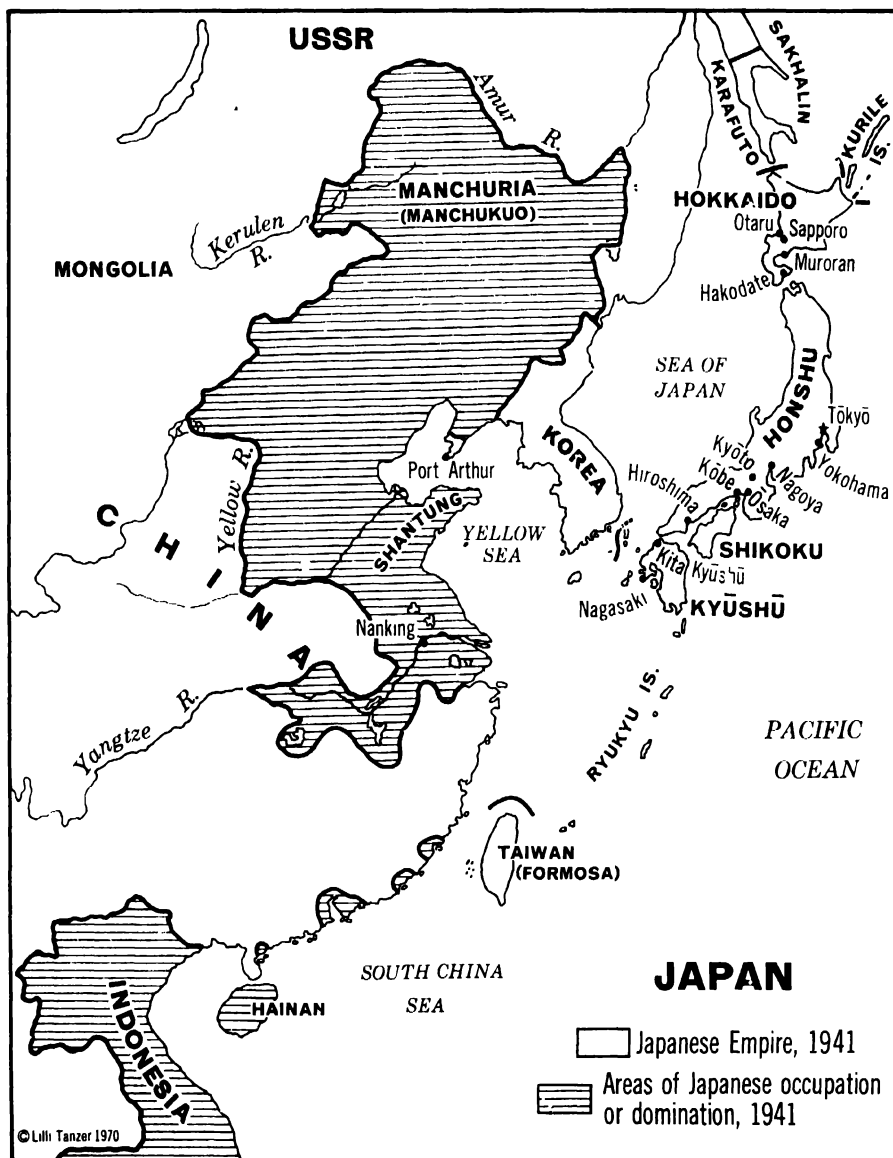 USSR
SAKHALIN
KARAFUTO
KURILE
IS.
Amur
R.
MANCHURIA
(MANCHUKUO)
HOKKAIDO
Otaru
Sapporo
Kerulen
R.
MONGOLIA
Muroran
Hakodate
SEA OF
JAPAN
HONSHU
Tōkyō
Yokohama
Kyōto
Kōbe
Nagoya
Ōsaka
Hiroshima
KOREA
Port Arthur
Yellow R.
CHINA
SHANTUNG
YELLOW
SEA
SHIKOKU
Kita Kyūshū
Nagasaki
KYŪSHŪ
Nanking
Yangtze
R.
RYUKYU IS.
PACIFIC
OCEAN
TAIWAN
(FORMOSA)
SOUTH CHINA
SEA
HAINAN
INDONESIA
JAPAN
Japanese Empire, 1941
Areas of Japanese occupation
or domination, 1941
© Lilli Tanzer 1970